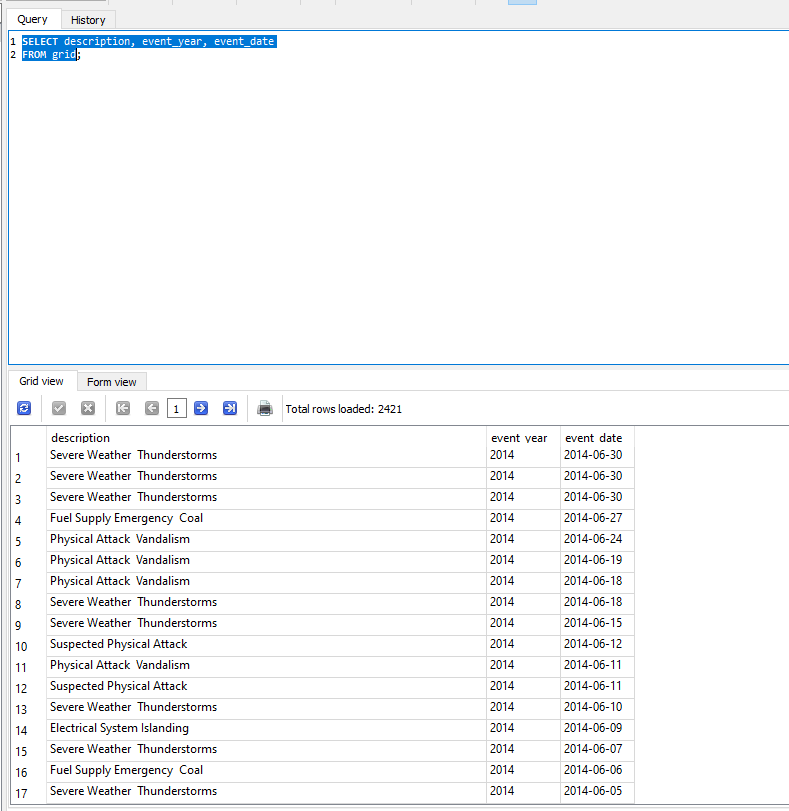 Query History
1 SELECT description, event_year, event_date
2 FROM grid;
Grid view Form view
1 Total rows loaded: 2421
description event_year event_date
1 Severe Weather  Thunderstorms 2014 2014-06-30
2 Severe Weather  Thunderstorms 2014 2014-06-30
3 Severe Weather  Thunderstorms 2014 2014-06-30
4 Fuel Supply Emergency  Coal 2014 2014-06-27
5 Physical Attack  Vandalism 2014 2014-06-24
6 Physical Attack  Vandalism 2014 2014-06-19
7 Physical Attack  Vandalism 2014 2014-06-18
8 Severe Weather  Thunderstorms 2014 2014-06-18
9 Severe Weather  Thunderstorms 2014 2014-06-15
10 Suspected Physical Attack 2014 2014-06-12
11 Physical Attack  Vandalism 2014 2014-06-11
12 Suspected Physical Attack 2014 2014-06-11
13 Severe Weather  Thunderstorms 2014 2014-06-10
14 Electrical System Islanding 2014 2014-06-09
15 Severe Weather  Thunderstorms 2014 2014-06-07
16 Fuel Supply Emergency  Coal 2014 2014-06-06
17 Severe Weather  Thunderstorms 2014 2014-06-05